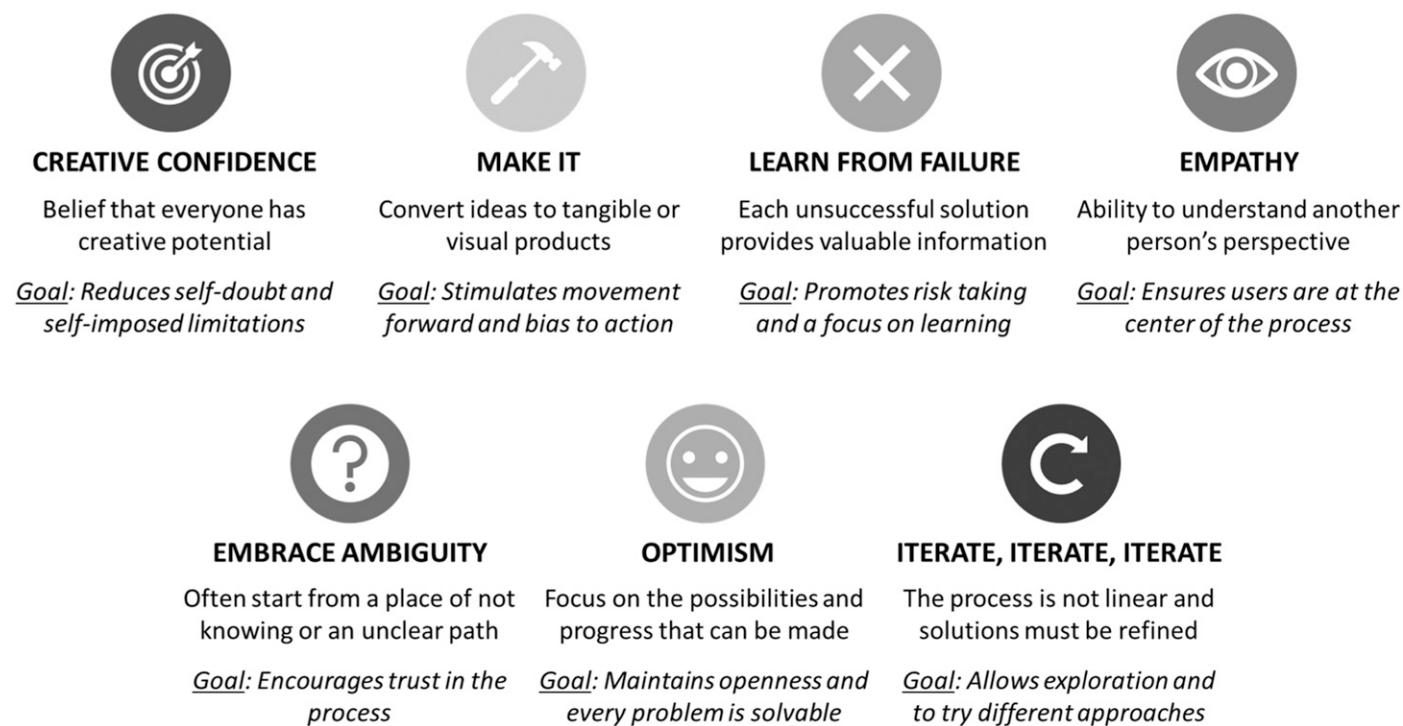 CREATIVE CONFIDENCE
Belief that everyone has
creative potential
Goal: Reduces self-doubt and
self-imposed limitations
MAKE IT
Convert ideas to tangible or
visual products
Goal: Stimulates movement
forward and bias to action
LEARN FROM FAILURE
Each unsuccessful solution
provides valuable information
Goal: Promotes risk taking
and a focus on learning
EMPATHY
Ability to understand another
person's perspective
Goal: Ensures users are at the
center of the process
?
EMBRACE AMBIGUITY
Often start from a place of not
knowing or an unclear path
Goal: Encourages trust in the
process
OPTIMISM
Focus on the possibilities and
progress that can be made
Goal: Maintains openness and
every problem is solvable
ITERATE, ITERATE, ITERATE
The process is not linear and
solutions must be refined
Goal: Allows exploration and
to try different approaches